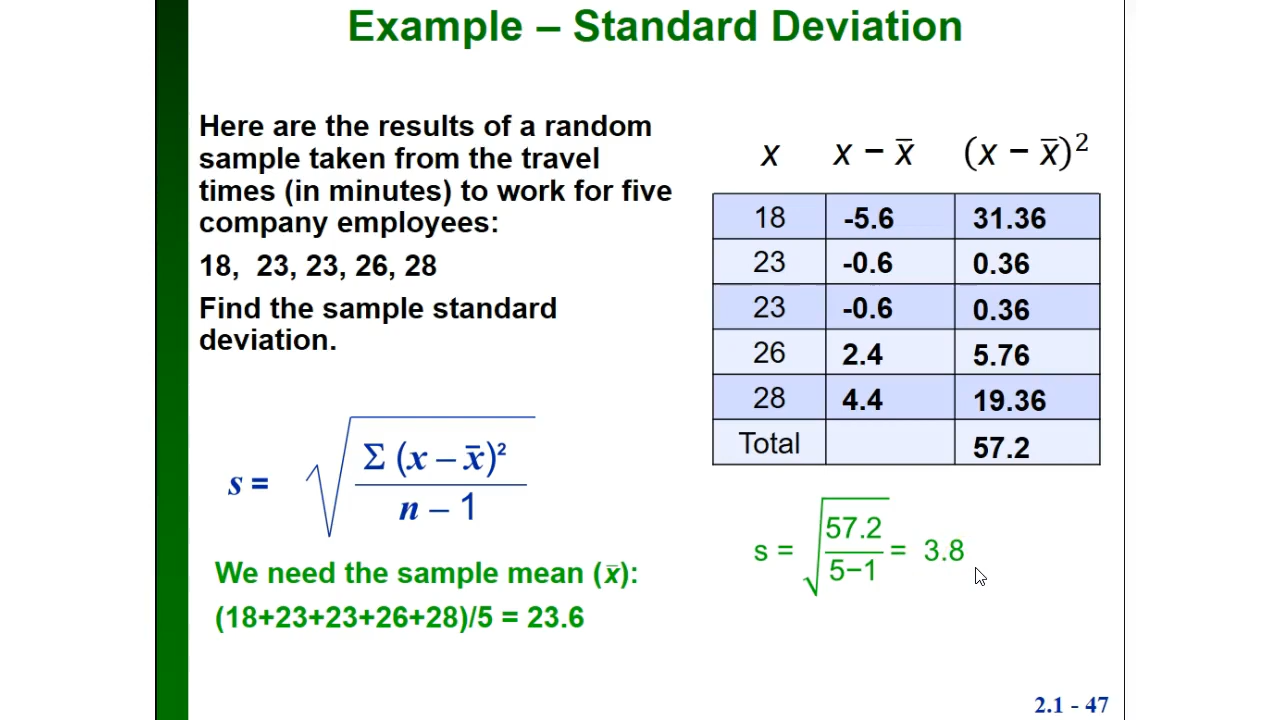 Example – Standard Deviation
Here are the results of a random
sample taken from the travel
times (in minutes) to work for five
company employees:
18, 23, 23, 26, 28
Find the sample standard
deviation.
s = √(Σ (x – x̄)² / n – 1)
We need the sample mean (x̄):
(18+23+23+26+28)/5 = 23.6
x x − x̄ (x − x̄)²
18 -5.6 31.36
23 -0.6 0.36
23 -0.6 0.36
26 2.4 5.76
28 4.4 19.36
Total 57.2
s = √(57.2 / 5−1) = 3.8
2.1 - 47